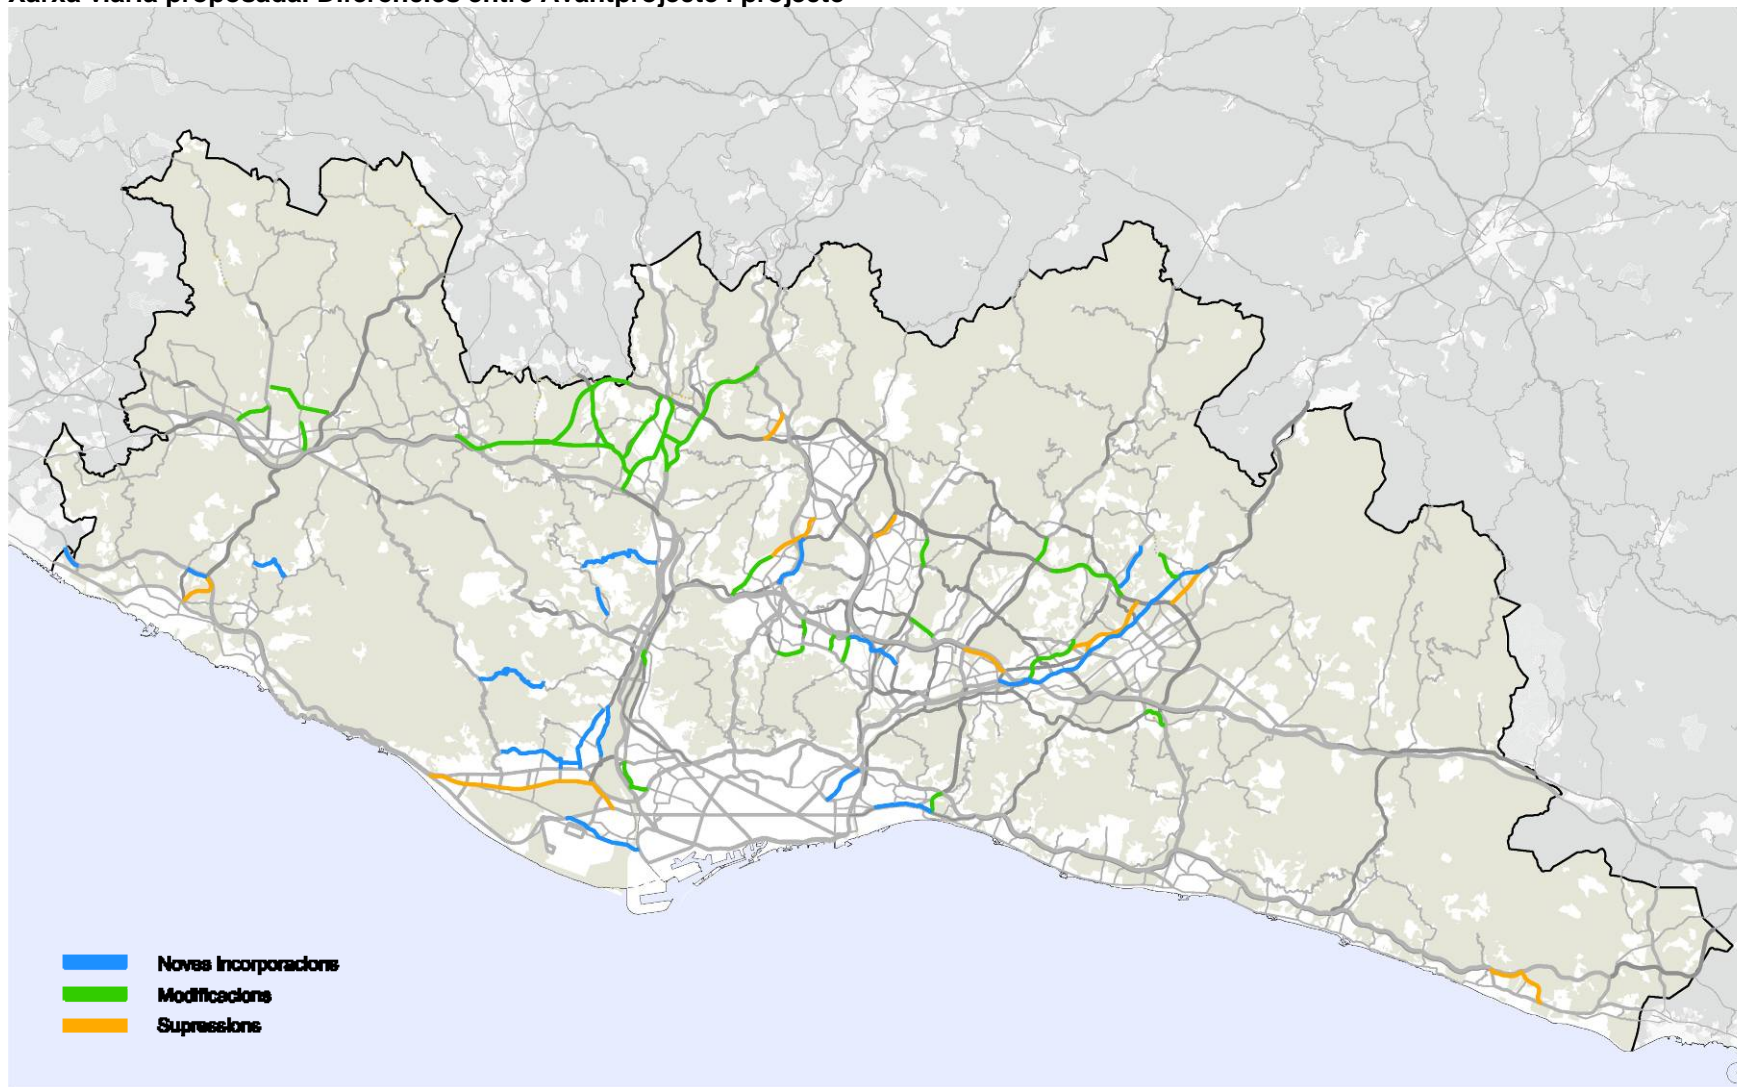 Xarxa viària proposada. Diferències entre Avantprojecte i projecte
Noves Incorporacions
Modificacions
Supressions